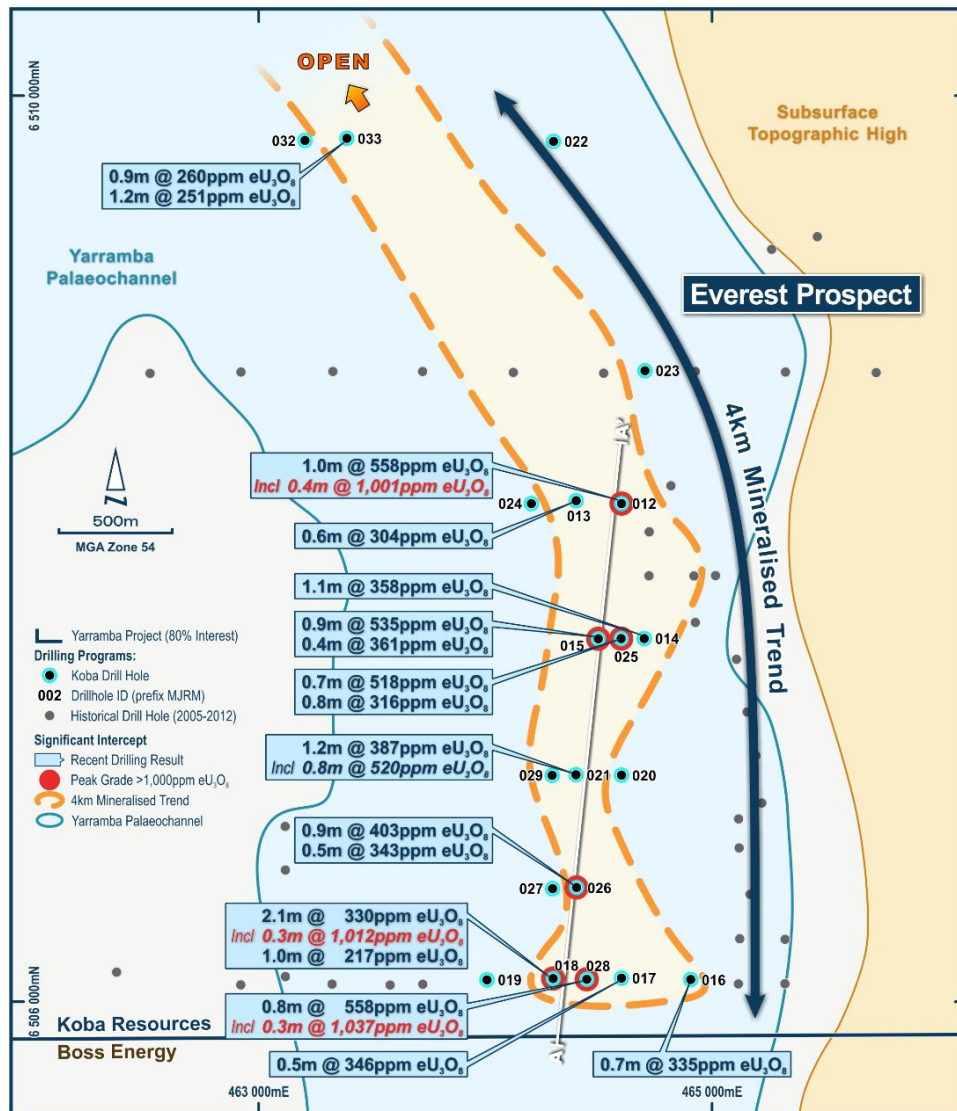 OPEN
6 510 000mN
032
033
022
Subsurface
Topographic High
0.9m @ 260ppm eU₃O₈
1.2m @ 251ppm eU₃O₈
Yarramba
Palaeochannel
Everest Prospect
023
4km Mineralised Trend
A'
1.0m @ 558ppm eU₃O₈
Incl 0.4m @ 1,001ppm eU₃O₈
024
013
012
0.6m @ 304ppm eU₃O₈
N
500m
MGA Zone 54
1.1m @ 358ppm eU₃O₈
0.9m @ 535ppm eU₃O₈
0.4m @ 361ppm eU₃O₈
015
025
014
0.7m @ 518ppm eU₃O₈
0.8m @ 316ppm eU₃O₈
Yarramba Project (80% Interest)
Drilling Programs:
Koba Drill Hole
002 Drillhole ID (prefix MJRM)
Historical Drill Hole (2005-2012)
Significant Intercept
Recent Drilling Result
Peak Grade >1,000ppm eU₃O₈
4km Mineralised Trend
Yarramba Palaeochannel
1.2m @ 387ppm eU₃O₈
Incl 0.8m @ 520ppm eU₃O₈
029
021
020
0.9m @ 403ppm eU₃O₈
0.5m @ 343ppm eU₃O₈
027
026
2.1m @ 330ppm eU₃O₈
Incl 0.3m @ 1,012ppm eU₃O₈
1.0m @ 217ppm eU₃O₈
019
018
028
017
016
0.8m @ 558ppm eU₃O₈
Incl 0.3m @ 1,037ppm eU₃O₈
6 506 000mN
Koba Resources
Boss Energy
A
0.5m @ 346ppm eU₃O₈
0.7m @ 335ppm eU₃O₈
463 000mE
465 000mE